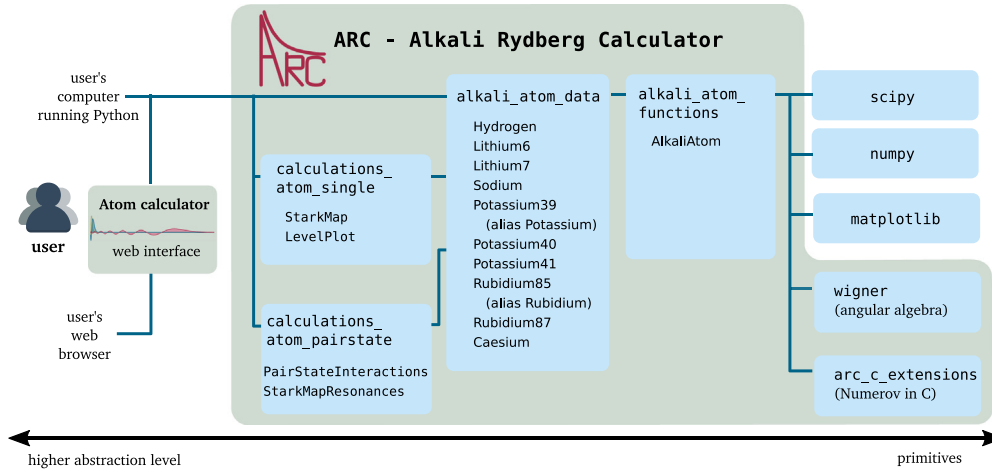 ARC
ARC - Alkali Rydberg Calculator
user's
computer
running Python
user
Atom calculator
web interface
user's
web
browser
calculations_
atom_single
StarkMap
LevelPlot
calculations_
atom_pairstate
PairStateInteractions
StarkMapResonances
alkali_atom_data
Hydrogen
Lithium6
Lithium7
Sodium
Potassium39
(alias Potassium)
Potassium40
Potassium41
Rubidium85
(alias Rubidium)
Rubidium87
Caesium
alkali_atom_
functions
AlkaliAtom
scipy
numpy
matplotlib
wigner
(angular algebra)
arc_c_extensions
(Numerov in C)
higher abstraction level
primitives